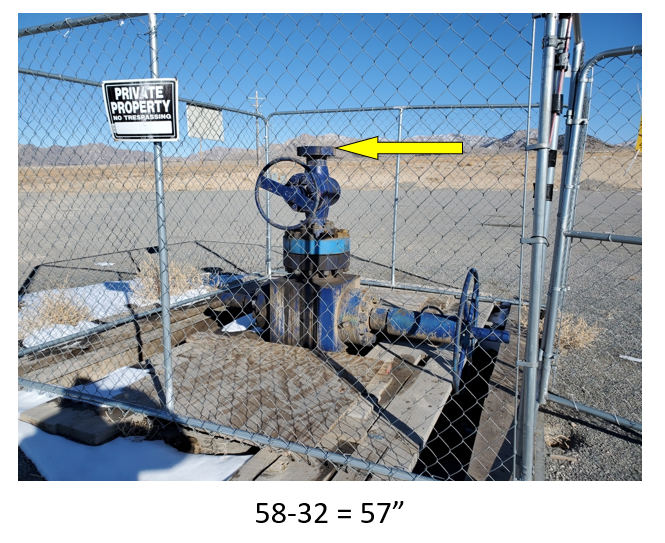 PRIVATE
PROPERTY
NO TRESPASSING
58-32 = 57”